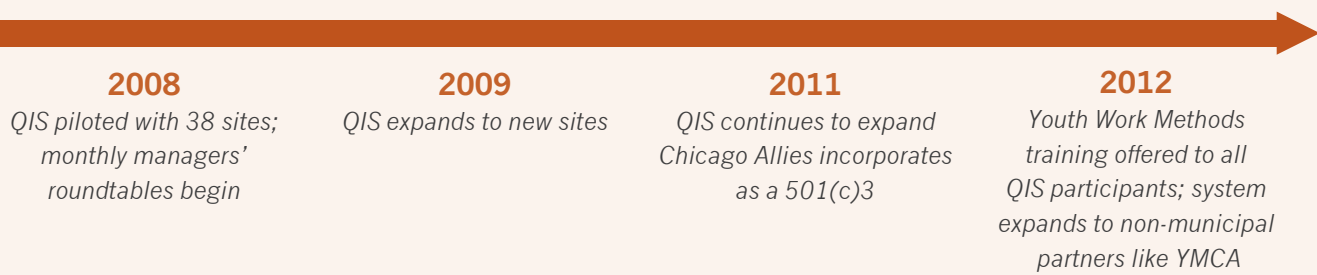 2008
QIS piloted with 38 sites;
monthly managers’
roundtables begin
2009
QIS expands to new sites
2011
QIS continues to expand
Chicago Allies incorporates
as a 501(c)3
2012
Youth Work Methods
training offered to all
QIS participants; system
expands to non-municipal
partners like YMCA